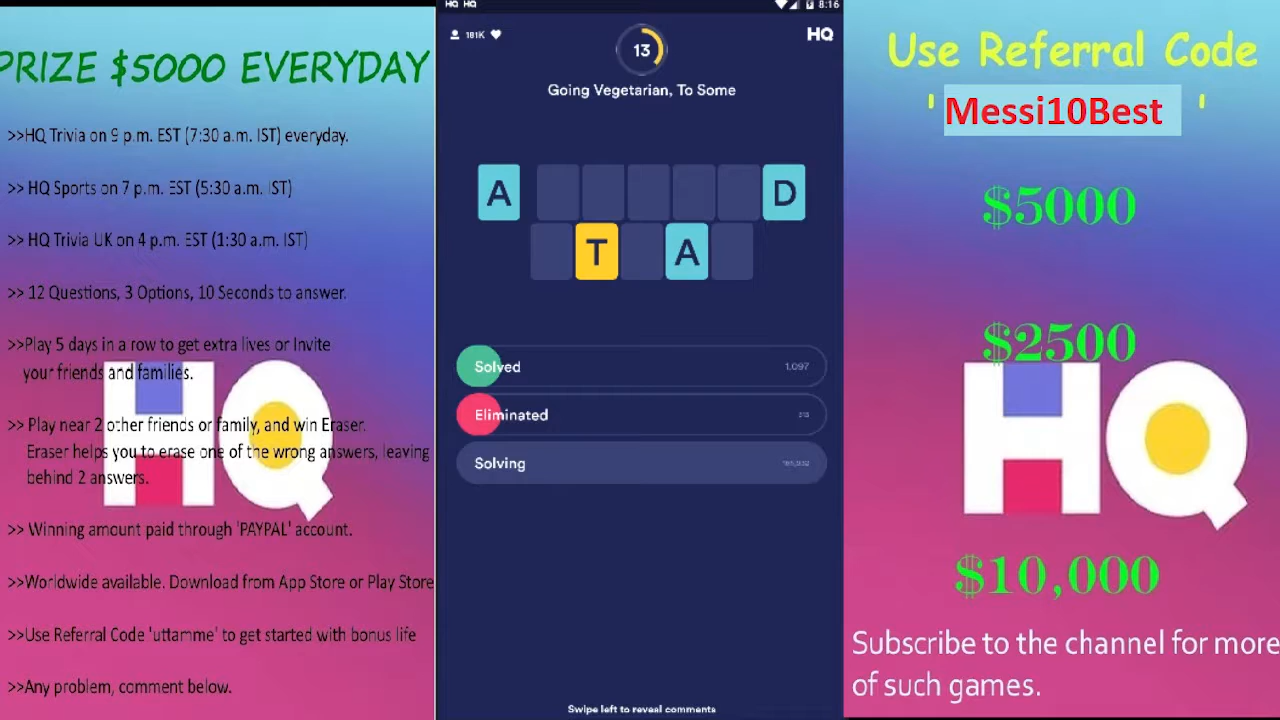 PRIZE $5000 EVERYDAY
>>HQ Trivia on 9 p.m. EST (7:30 a.m. IST) everyday.
>> HQ Sports on 7 p.m. EST (5:30 a.m. IST)
>> HQ Trivia UK on 4 p.m. EST (1:30 a.m. IST)
>> 12 Questions, 3 Options, 10 Seconds to answer.
>>Play 5 days in a row to get extra lives or Invite
your friends and families.
>> Play near 2 other friends or family, and win Eraser.
Eraser helps you to erase one of the wrong answers, leaving
behind 2 answers.
>> Winning amount paid through 'PAYPAL' account.
>>Worldwide available. Download from App Store or Play Store
>>Use Referral Code 'uttamme' to get started with bonus life
>>Any problem, comment below.
HQ
HQ HQ
8:16
181K
13
HQ
Going Vegetarian, To Some
A D
T A
Solved 1,097
Eliminated
Solving
Swipe left to reveal comments
Use Referral Code
' Messi10Best '
$5000
$2500
HQ
$10,000
Subscribe to the channel for more
of such games.